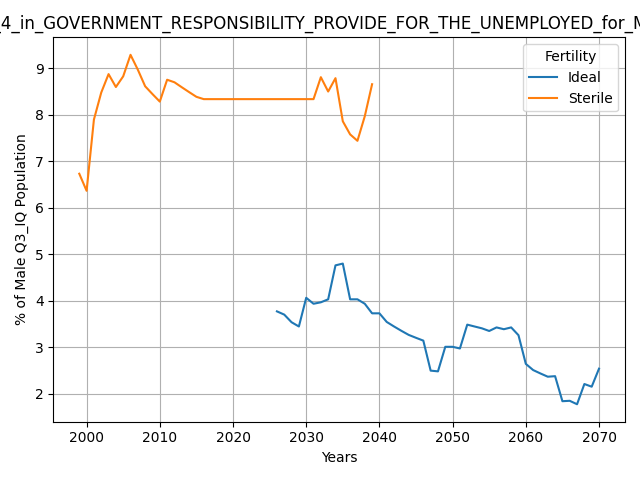 _4_in_GOVERNMENT_RESPONSIBILITY_PROVIDE_FOR_THE_UNEMPLOYED_for_M
Fertility
Ideal
Sterile
% of Male Q3_IQ Population
9
8
7
6
5
4
3
2
2000 2010 2020 2030 2040 2050 2060 2070
Years